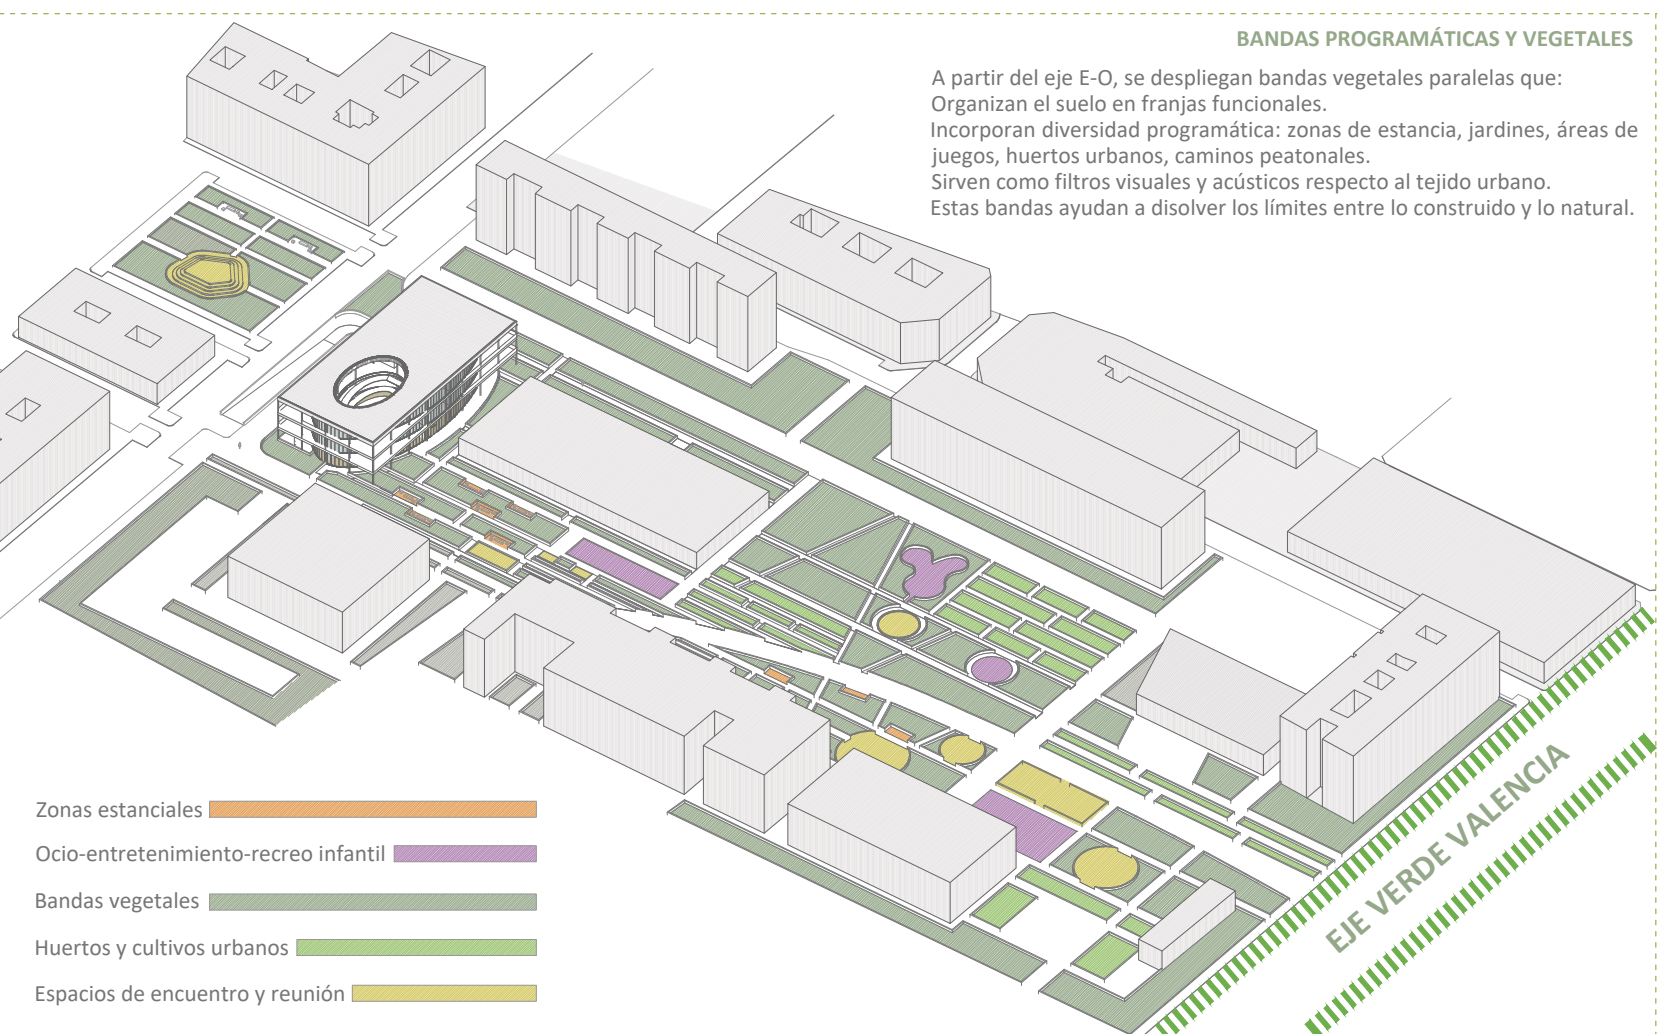 BANDAS PROGRAMÁTICAS Y VEGETALES
A partir del eje E-O, se despliegan bandas vegetales paralelas que:
Organizan el suelo en franjas funcionales.
Incorporan diversidad programática: zonas de estancia, jardines, áreas de
juegos, huertos urbanos, caminos peatonales.
Sirven como filtros visuales y acústicos respecto al tejido urbano.
Estas bandas ayudan a disolver los límites entre lo construido y lo natural.
Zonas estanciales
Ocio-entretenimiento-recreo infantil
Bandas vegetales
Huertos y cultivos urbanos
Espacios de encuentro y reunión
EJE VERDE VALENCIA